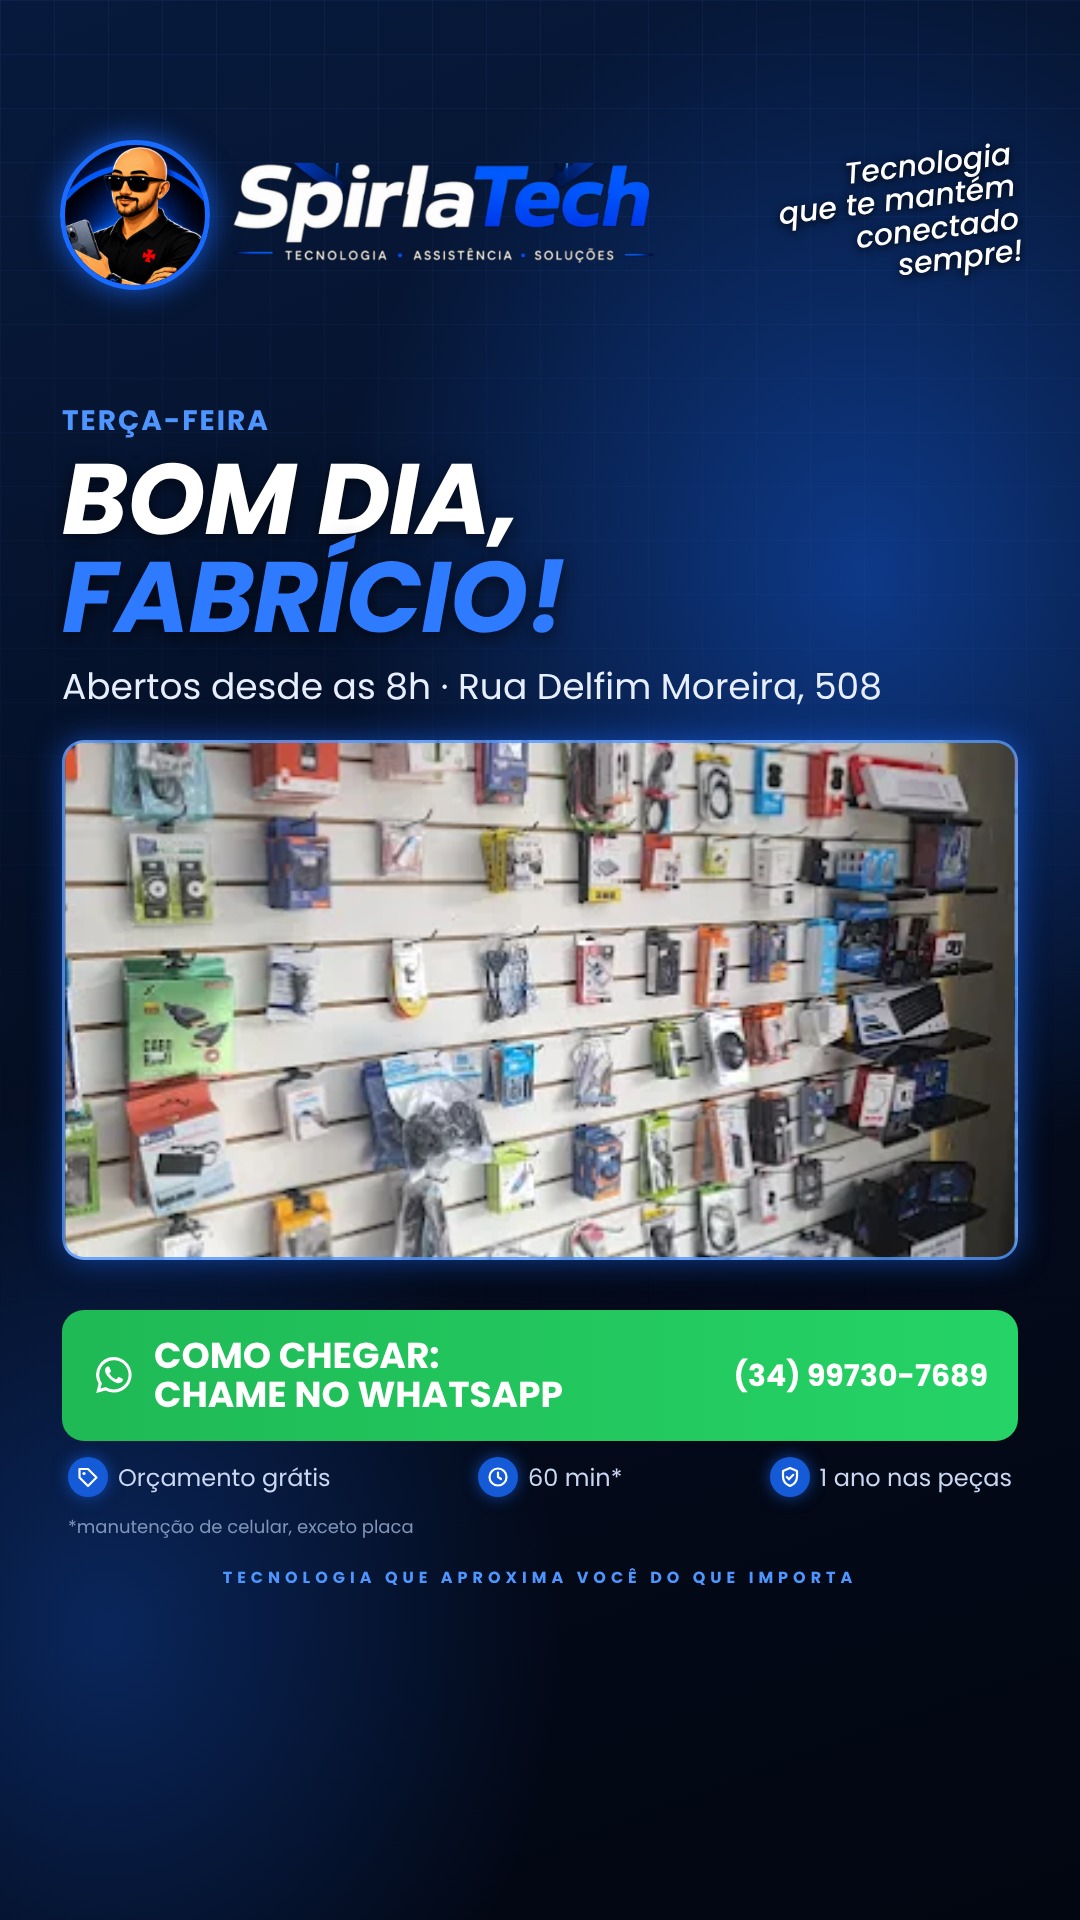 SpirlaTech
TECNOLOGIA • ASSISTÊNCIA • SOLUÇÕES
Tecnologia
que te mantém
conectado
sempre!
TERÇA-FEIRA
BOM DIA,
FABRÍCIO!
Abertos desde as 8h · Rua Delfim Moreira, 508
COMO CHEGAR:
CHAME NO WHATSAPP
(34) 99730-7689
Orçamento grátis
60 min*
1 ano nas peças
*manutenção de celular, exceto placa
TECNOLOGIA QUE APROXIMA VOCÊ DO QUE IMPORTA